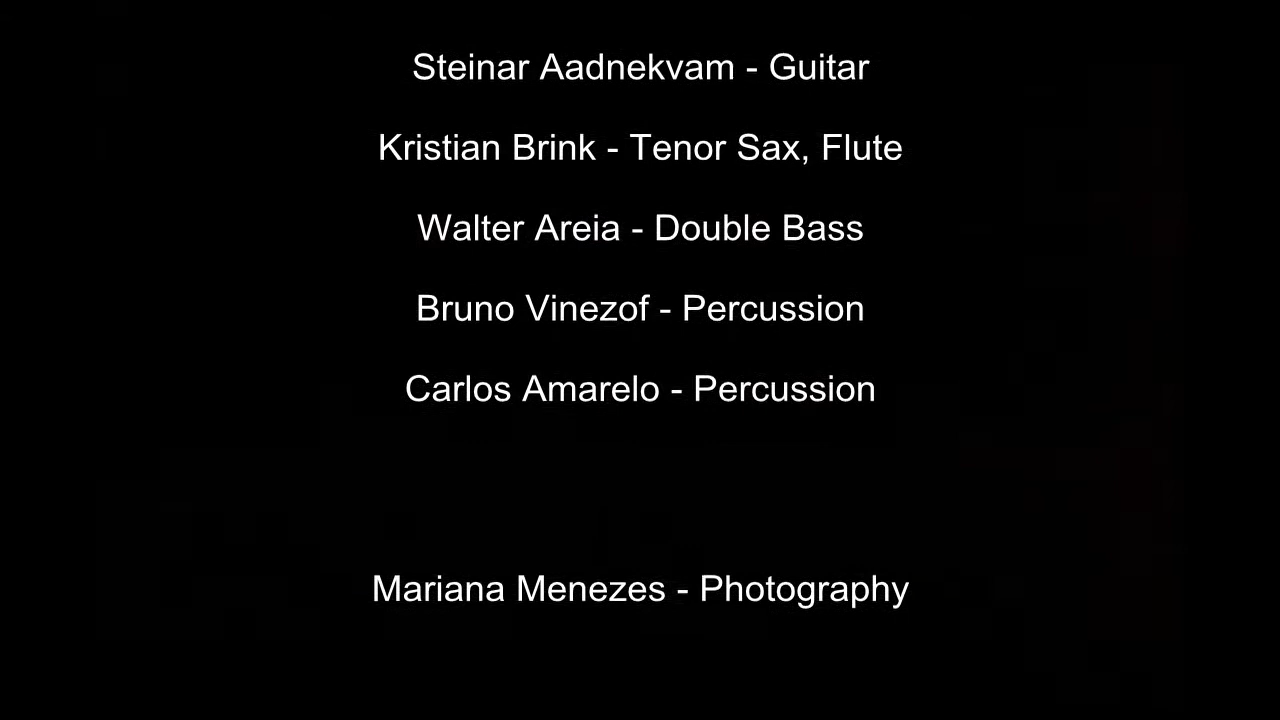 Steinar Aadnekvam - Guitar
Kristian Brink - Tenor Sax, Flute
Walter Areia - Double Bass
Bruno Vinezof - Percussion
Carlos Amarelo - Percussion
Mariana Menezes - Photography